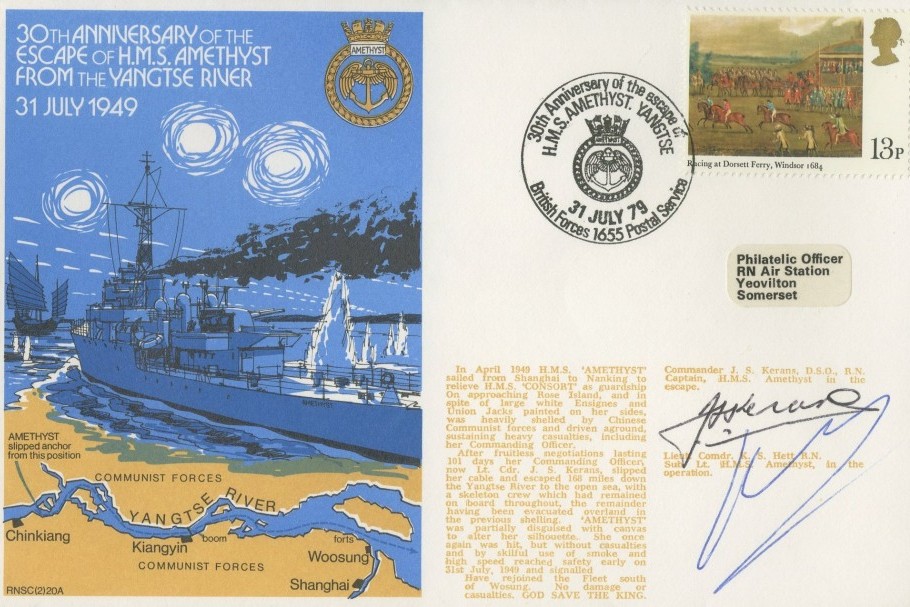 30TH ANNIVERSARY OF THE
ESCAPE OF H.M.S. AMETHYST
FROM THE YANGTSE RIVER
31 JULY 1949
AMETHYST
30th Anniversary of the escape of
H.M.S. AMETHYST, YANGTSE
AMETHYST
31 JULY 79
British Forces 1655 Postal Service
13P
Racing at Dorsett Ferry, Windsor 1684
Philatelic Officer
RN Air Station
Yeovilton
Somerset
AMETHYST
AMETHYST
slipped anchor
from this position
COMMUNIST FORCES
YANGTSE RIVER
Chinkiang
Kiangyin
boom
forts
Woosung
COMMUNIST FORCES
Shanghai
RNSC(2)20A
In April 1949 H.M.S. 'AMETHYST'
sailed from Shanghai to Nanking to
relieve H.M.S. 'CONSORT' as guardship
On approaching Rose Island, and in
spite of large white Ensignes and
Union Jacks painted on her sides,
was heavily shelled by Chinese
Communist forces and driven aground,
sustaining heavy casualties, including
her Commanding Officer.
After fruitless negotiations lasting
101 days her Commanding Officer,
now Lt. Cdr. J. S. Kerans, slipped
her cable and escaped 168 miles down
the Yangtse River to the open sea, with
a skeleton crew which had remained
on board throughout, the remainder
having been evacuated overland in
the previous shelling. 'AMETHYST'
was partially disguised with canvas
to alter her silhouette. She once
again was hit, but without casualties
and by skilful use of smoke and
high speed reached safety early on
31st July, 1949 and signalled
Have rejoined the Fleet south
of Wosung. No damage or
casualties. GOD SAVE THE KING.
Commander J. S. Kerans, D.S.O., R.N.
Captain, H.M.S. Amethyst in the
escape.
JSKerans
Lieut. Comdr. K. S. Hett R.N.
Sub. Lt. H.M.S. Amethyst, in the
operation.